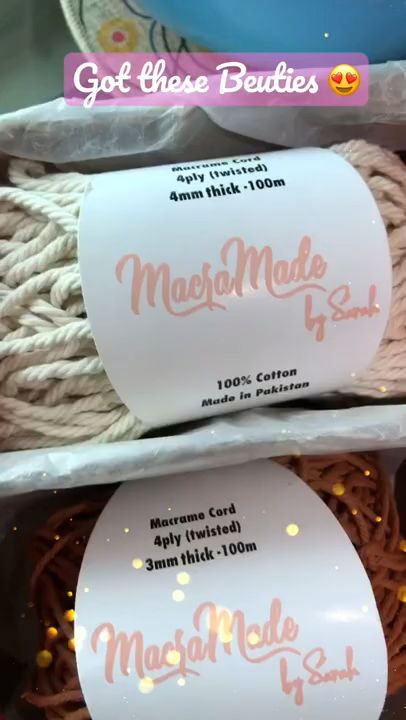 Got these Beuties 😍
Macrame Cord
4ply (twisted)
4mm thick -100m
MacraMade
by Sarah
100% Cotton
Made in Pakistan
Macrame Cord
4ply (twisted)
3mm thick -100m
MacraMade
by Sarah